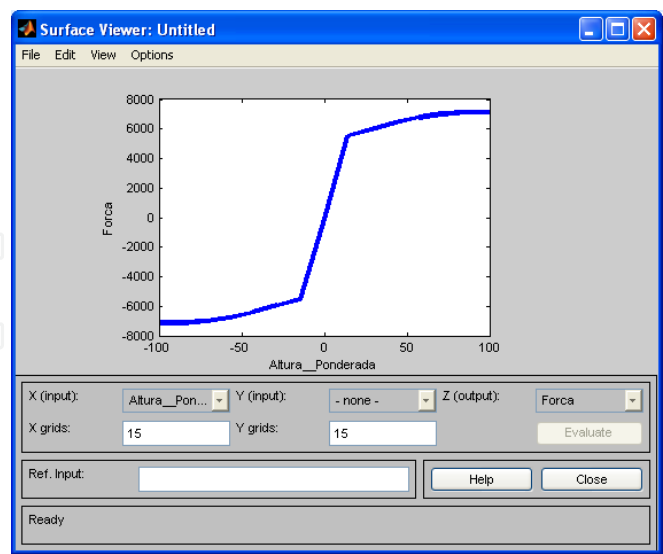 Surface Viewer: Untitled
File Edit View Options
8000
6000
4000
2000
0
-2000
-4000
-6000
-8000
Forca
-100 -50 0 50 100
Altura__Ponderada
X (input): Altura__Pon... Y (input): - none - Z (output): Forca
X grids: 15 Y grids: 15 Evaluate
Ref. Input: Help Close
Ready